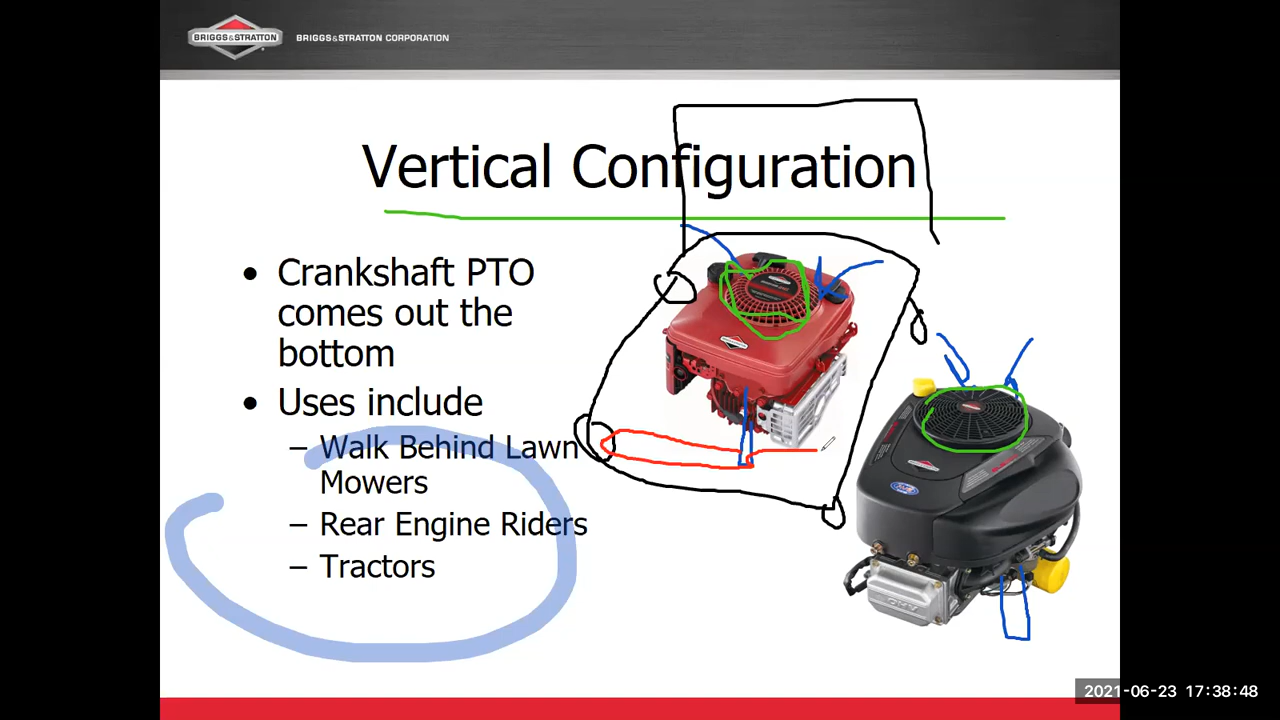 BRIGGS&STRATTON
BRIGGS&STRATTON CORPORATION
Vertical Configuration
• Crankshaft PTO
comes out the
bottom
• Uses include
– Walk Behind Lawn
Mowers
– Rear Engine Riders
– Tractors
OHV
2021-06-23 17:38:48